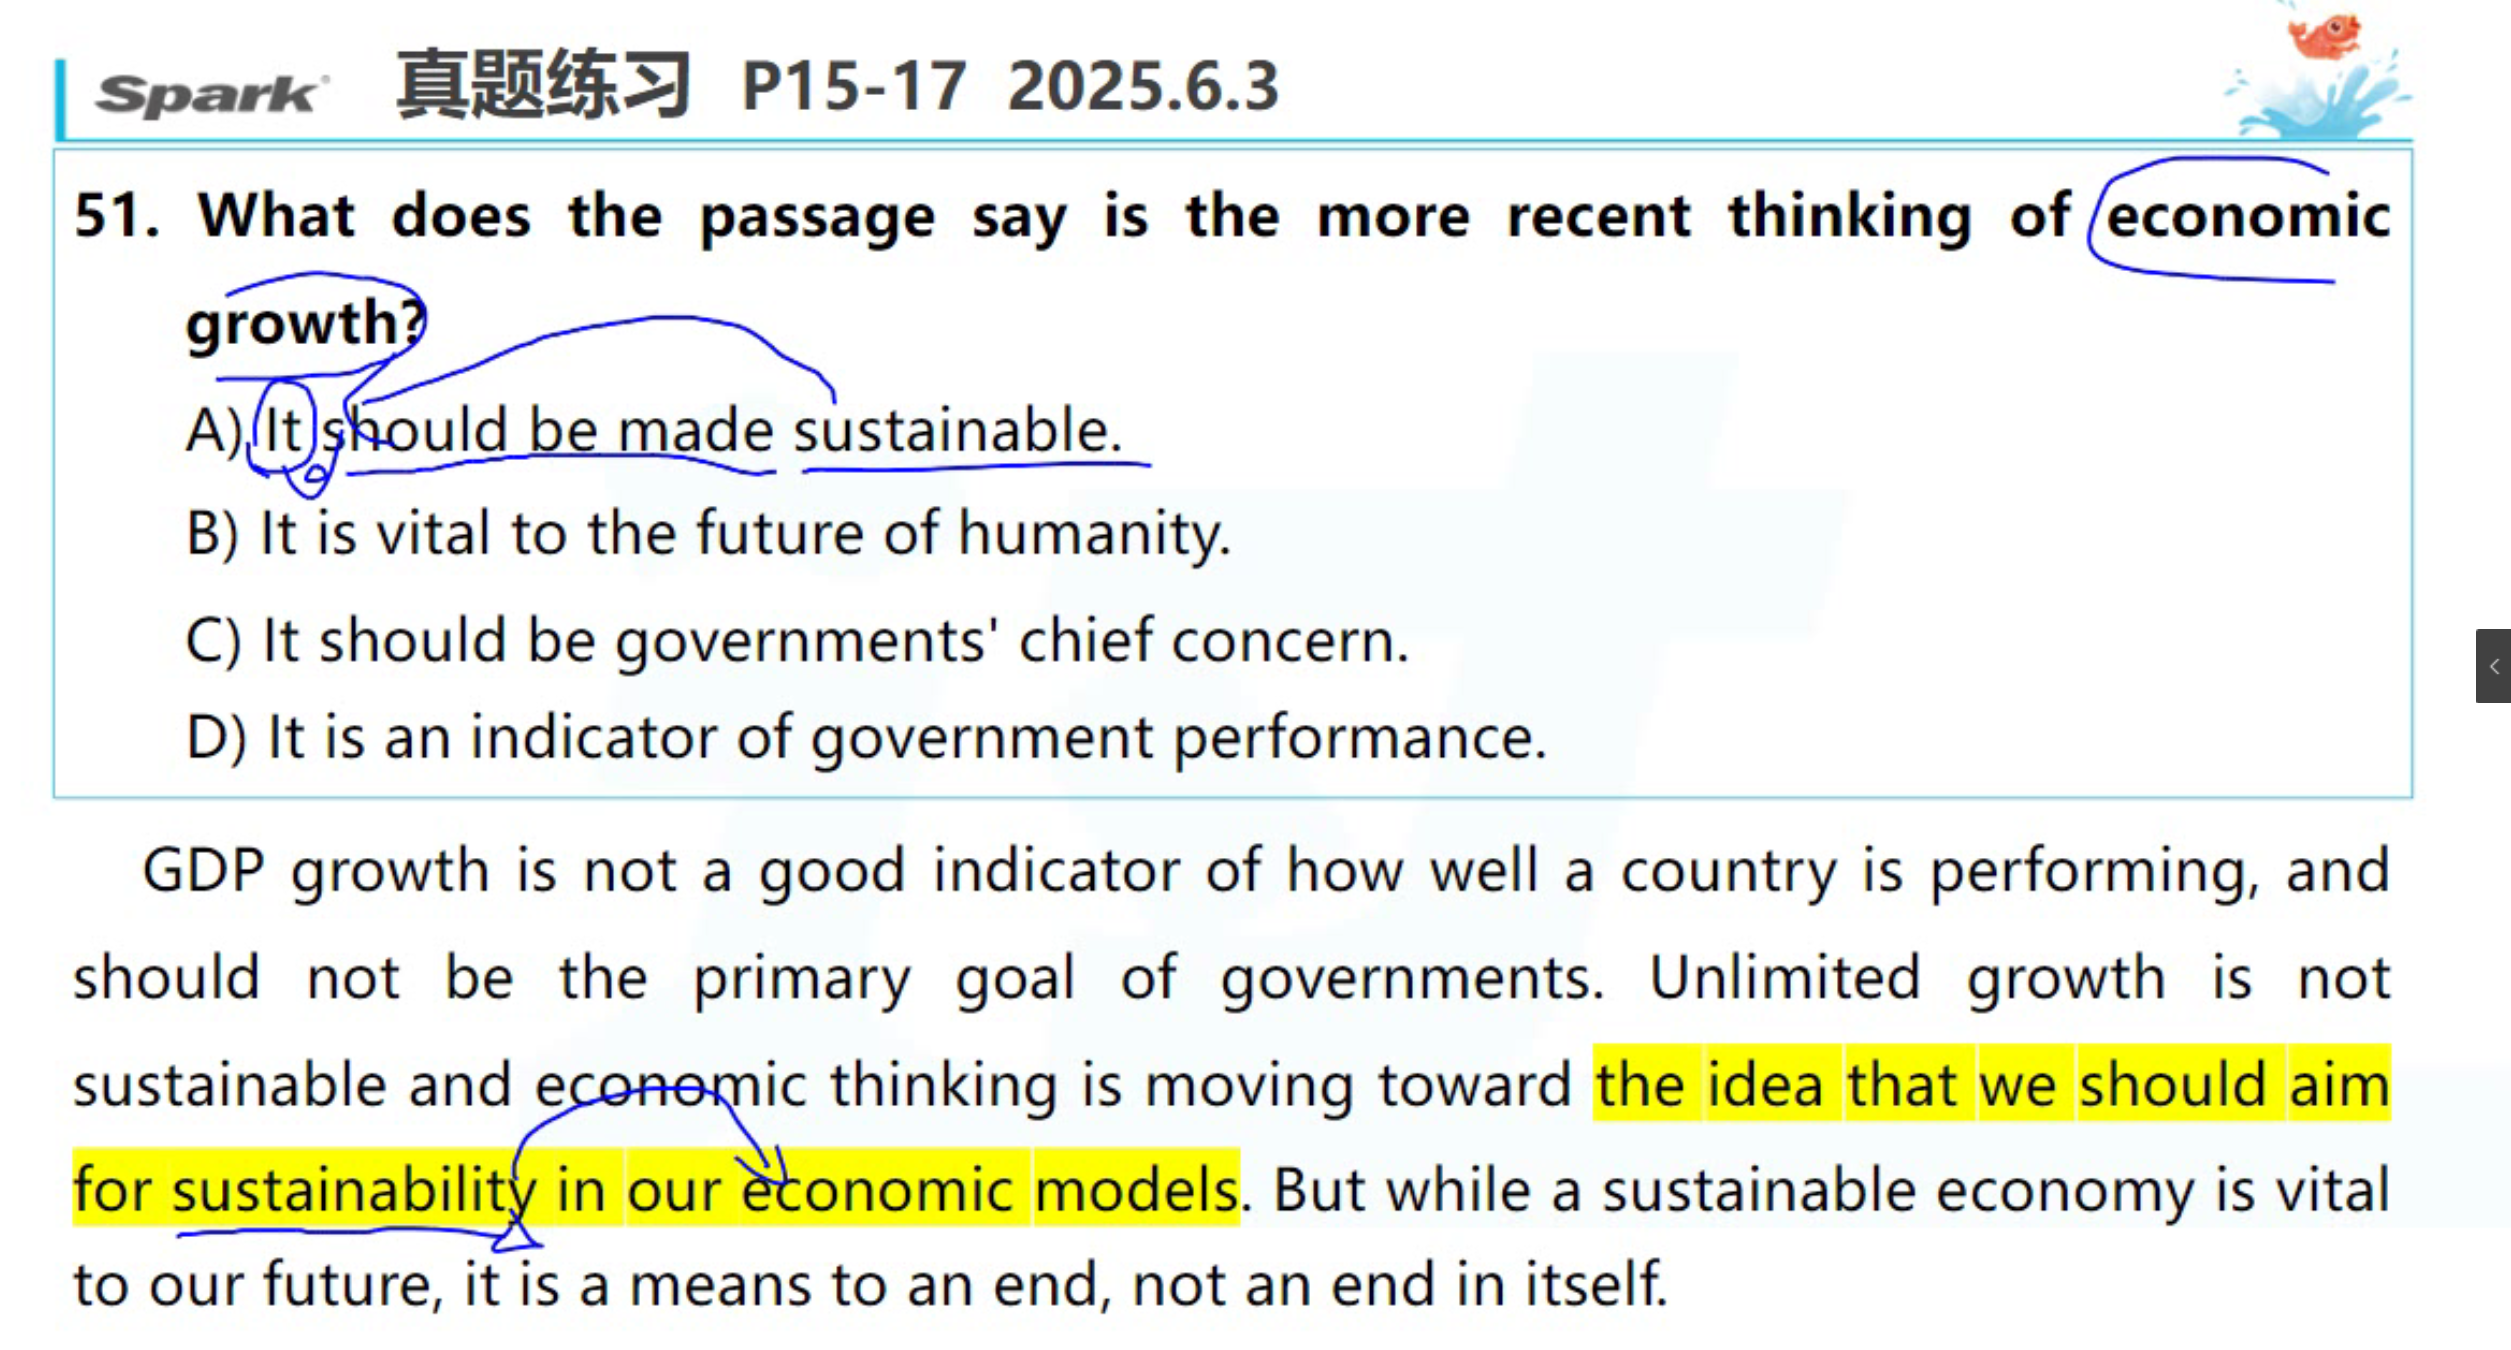 Spark® 真题练习 P15-17 2025.6.3
51. What does the passage say is the more recent thinking of economic
growth?
A) It should be made sustainable.
B) It is vital to the future of humanity.
C) It should be governments' chief concern.
D) It is an indicator of government performance.
GDP growth is not a good indicator of how well a country is performing, and
should not be the primary goal of governments. Unlimited growth is not
sustainable and economic thinking is moving toward the idea that we should aim
for sustainability in our economic models. But while a sustainable economy is vital
to our future, it is a means to an end, not an end in itself.